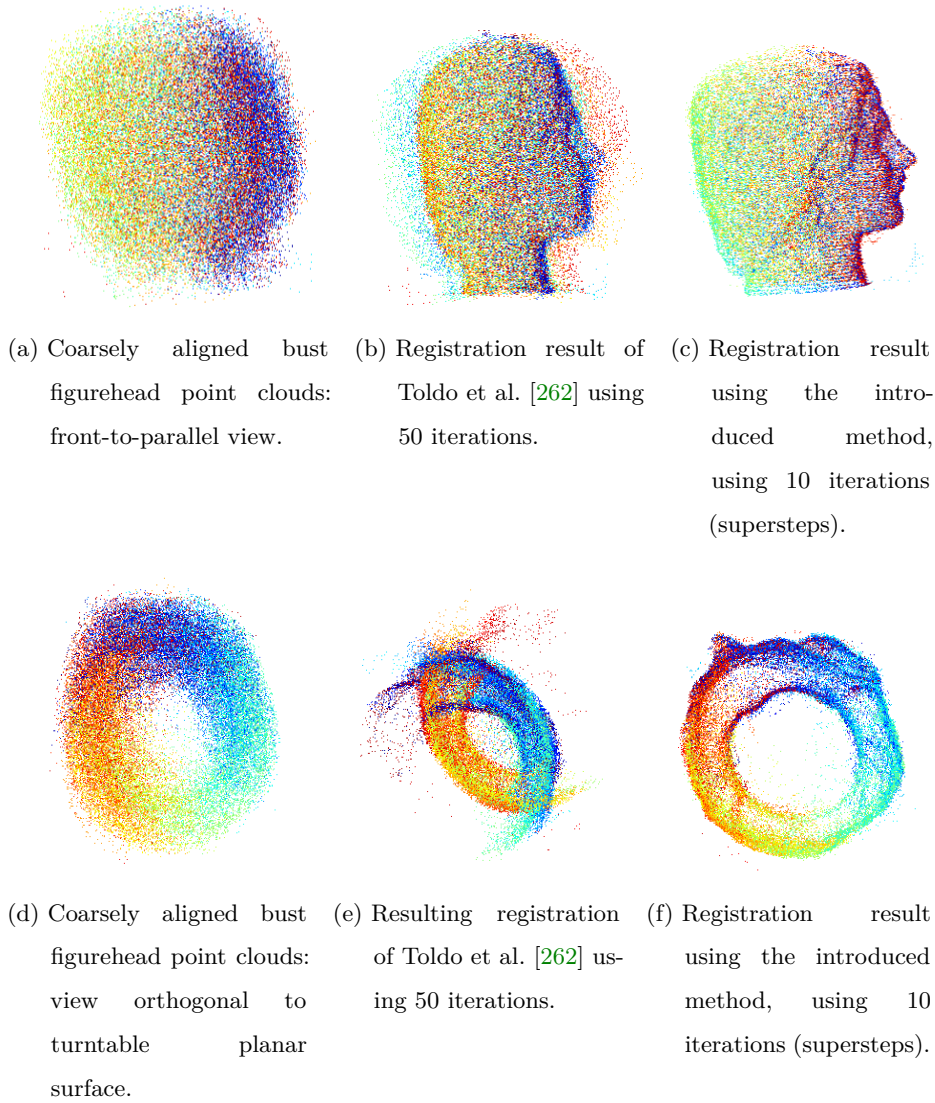 (a) Coarsely aligned bust
figurehead point clouds:
front-to-parallel view.
(b) Registration result of
Toldo et al. [262] using
50 iterations.
(c) Registration result
using the intro-
duced method,
using 10 iterations
(supersteps).
(d) Coarsely aligned bust
figurehead point clouds:
view orthogonal to
turntable planar
surface.
(e) Resulting registration
of Toldo et al. [262] us-
ing 50 iterations.
(f) Registration result
using the introduced
method, using 10
iterations (supersteps).